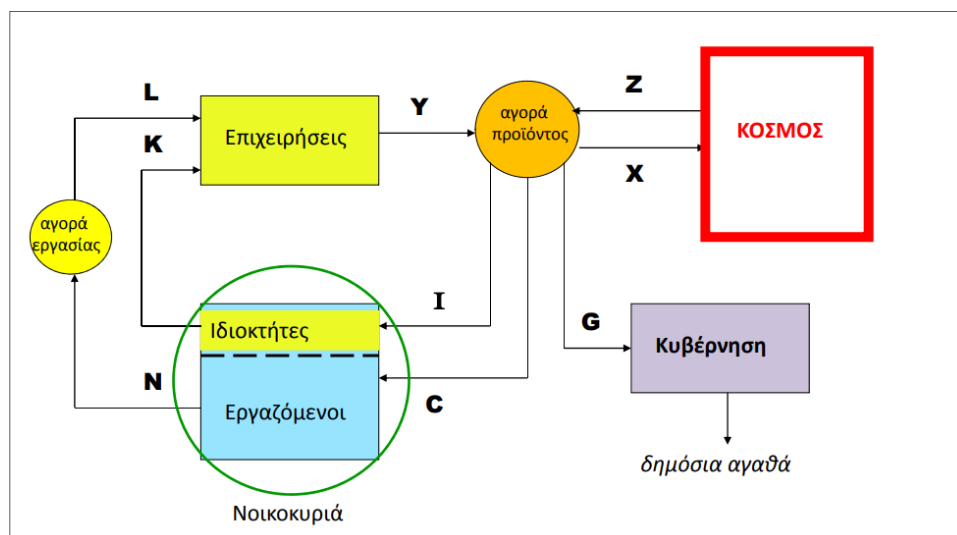 L
Επιχειρήσεις
Y
αγορά
προϊόντος
Z
ΚΟΣΜΟΣ
K
X
αγορά
εργασίας
I
Ιδιοκτήτες
G
Κυβέρνηση
N
Εργαζόμενοι
C
δημόσια αγαθά
Νοικοκυριά